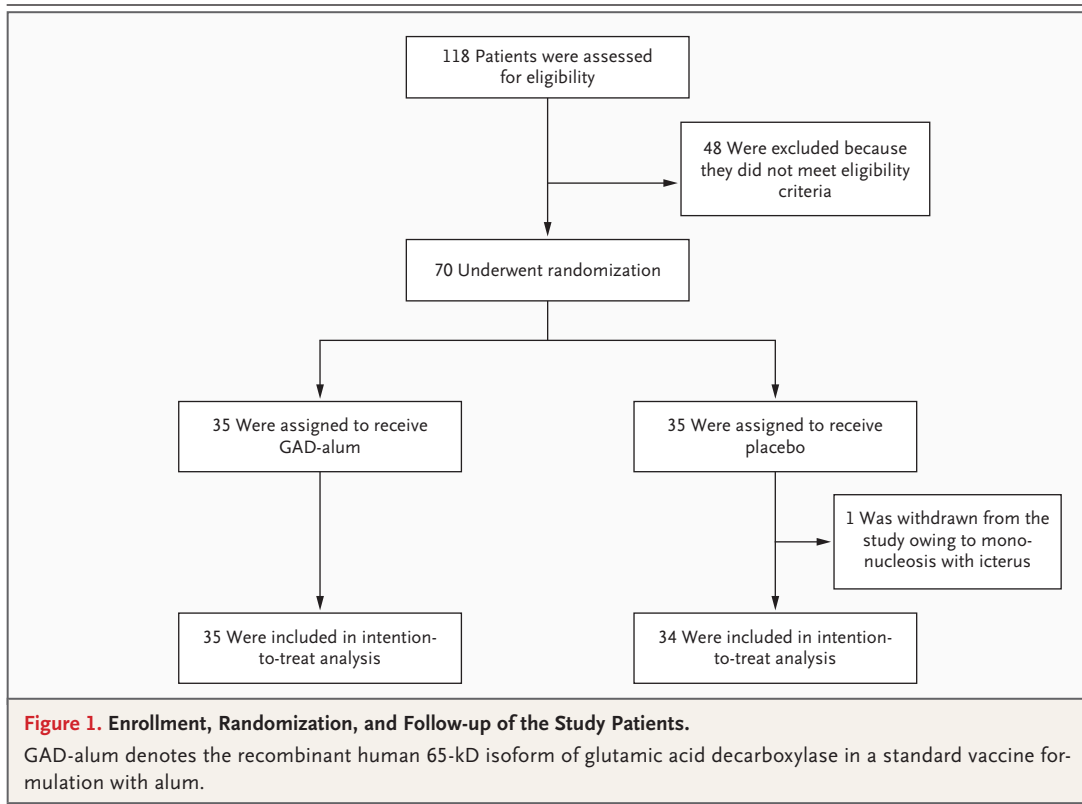 118 Patients were assessed
for eligibility
48 Were excluded because
they did not meet eligibility
criteria
70 Underwent randomization
35 Were assigned to receive
GAD-alum
35 Were assigned to receive
placebo
1 Was withdrawn from the
study owing to mono-
nucleosis with icterus
35 Were included in intention-
to-treat analysis
34 Were included in intention-
to-treat analysis
Figure 1. Enrollment, Randomization, and Follow-up of the Study Patients.
GAD-alum denotes the recombinant human 65-kD isoform of glutamic acid decarboxylase in a standard vaccine for-
mulation with alum.